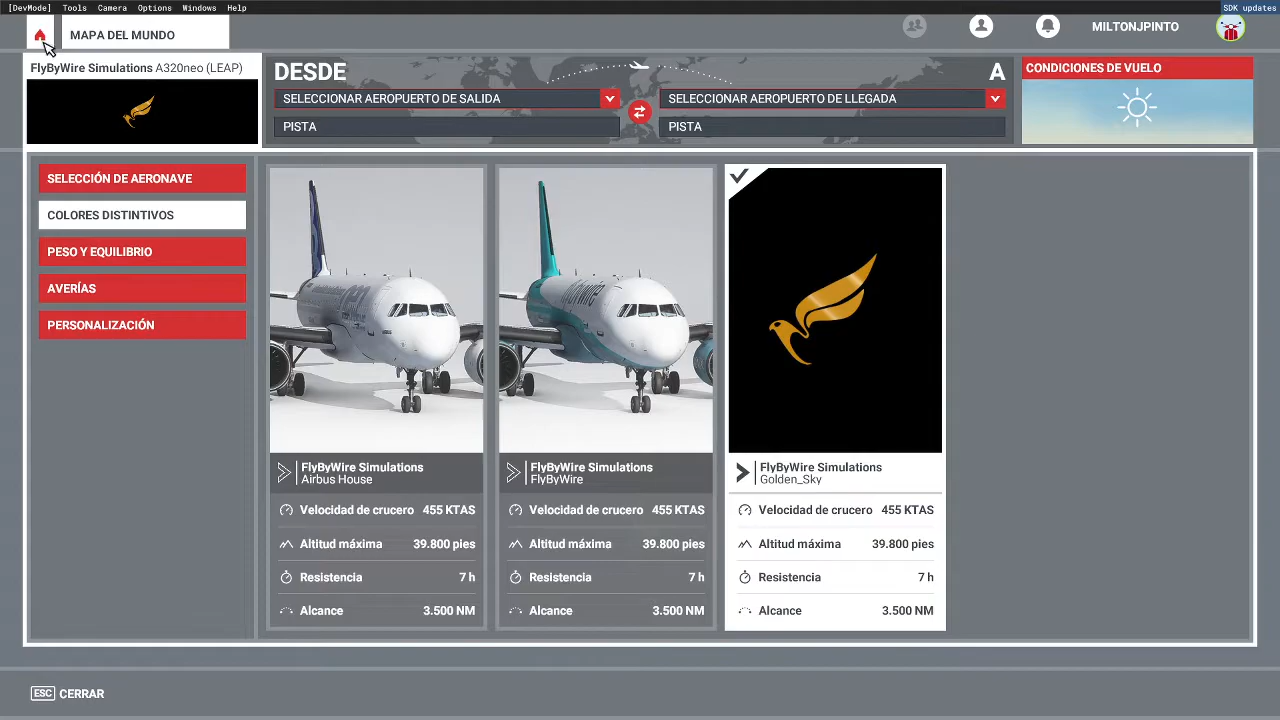 [DevMode] Tools Camera Options Windows Help
SDK updates
MAPA DEL MUNDO
MILTONJPINTO
FlyByWire Simulations A320neo (LEAP)
DESDE
A
SELECCIONAR AEROPUERTO DE SALIDA
SELECCIONAR AEROPUERTO DE LLEGADA
PISTA
PISTA
CONDICIONES DE VUELO
SELECCIÓN DE AERONAVE
COLORES DISTINTIVOS
PESO Y EQUILIBRIO
AVERÍAS
PERSONALIZACIÓN
FlyByWire Simulations
Airbus House
Velocidad de crucero 455 KTAS
Altitud máxima 39.800 pies
Resistencia 7 h
Alcance 3.500 NM
FlyByWire Simulations
FlyByWire
Velocidad de crucero 455 KTAS
Altitud máxima 39.800 pies
Resistencia 7 h
Alcance 3.500 NM
FlyByWire Simulations
Golden_Sky
Velocidad de crucero 455 KTAS
Altitud máxima 39.800 pies
Resistencia 7 h
Alcance 3.500 NM
ESC CERRAR